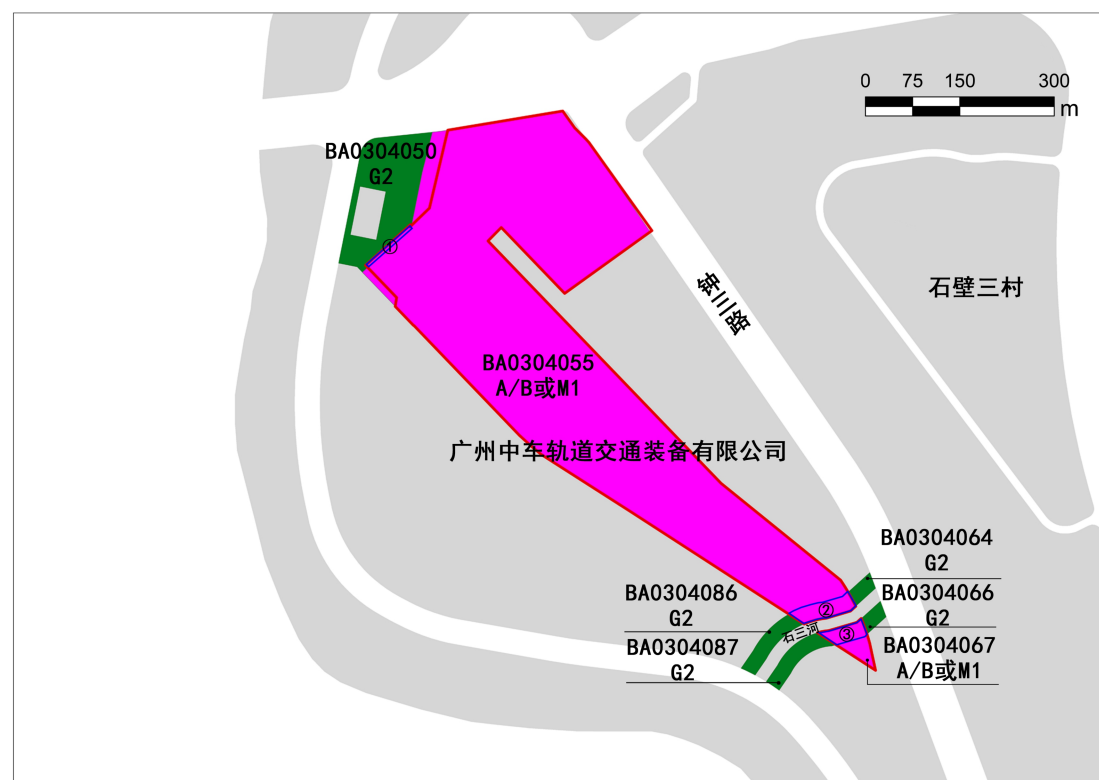 0 75 150 300
m
BA0304050
G2
①
石壁三村
钟三路
BA0304055
A/B或M1
广州中车轨道交通装备有限公司
BA0304064
G2
BA0304086
G2
BA0304066
G2
②
石三河
③
BA0304087
G2
BA0304067
A/B或M1